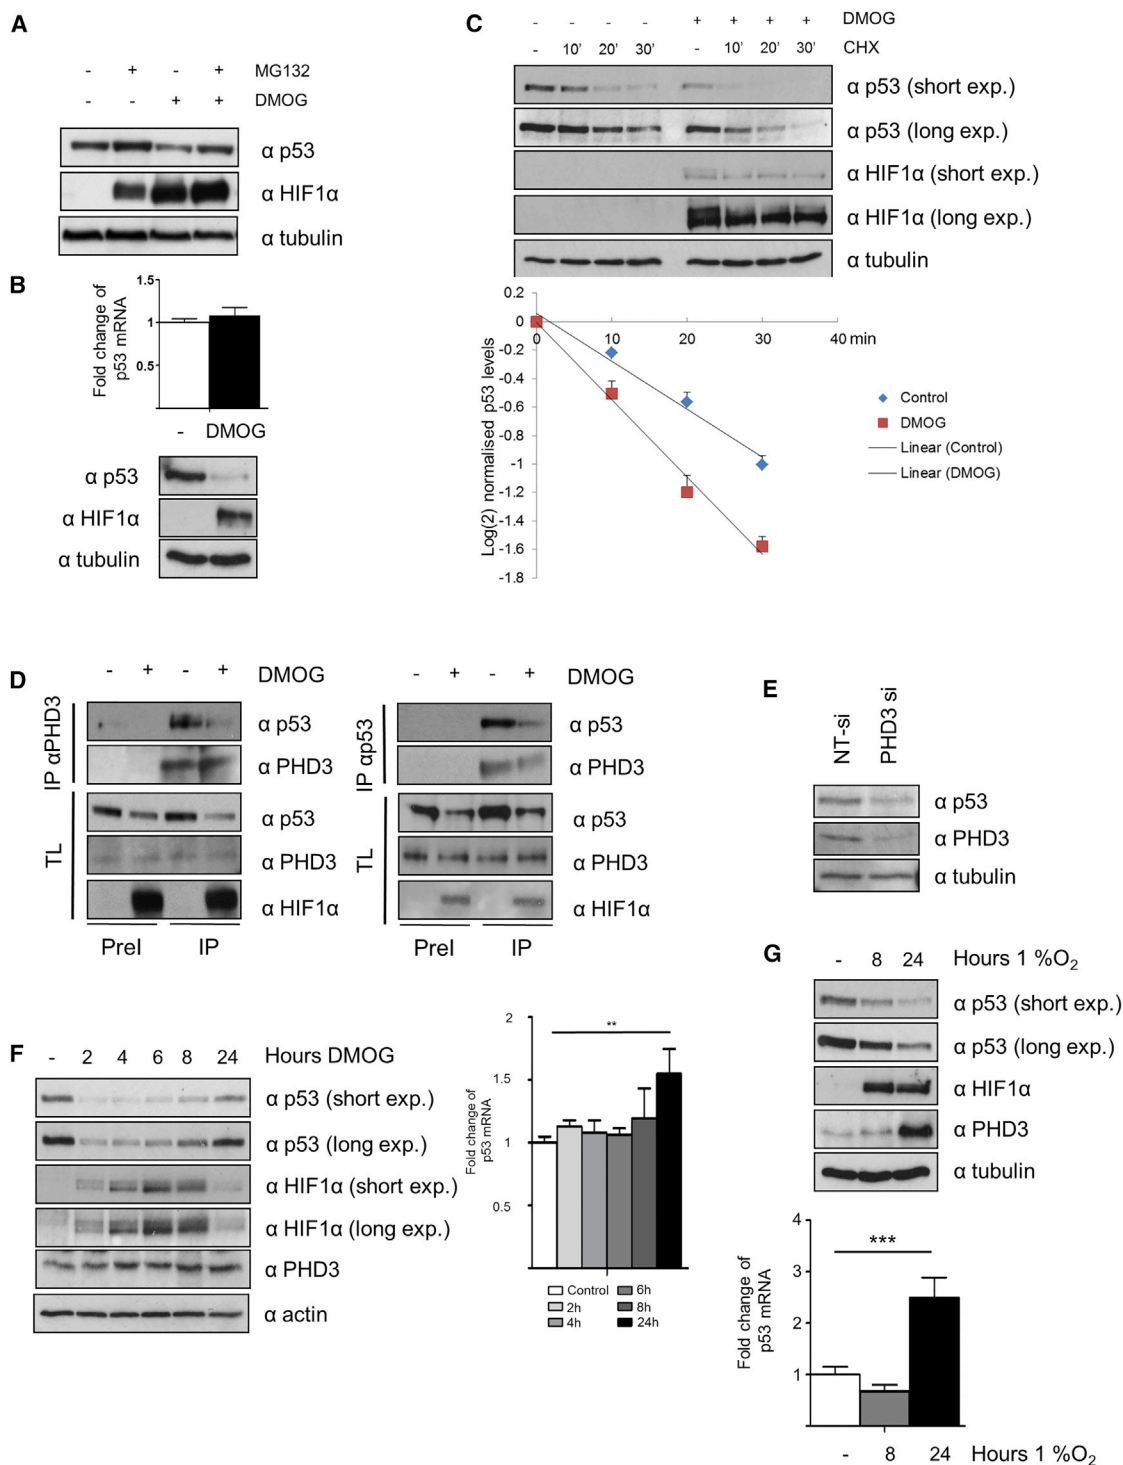 A
- + - + MG132
- - + + DMOG
α p53
α HIF1α
α tubulin
B
Fold change of
p53 mRNA
1.5
1
0.5
- DMOG
α p53
α HIF1α
α tubulin
C
- - - - + + + + DMOG
- 10' 20' 30' - 10' 20' 30' CHX
α p53 (short exp.)
α p53 (long exp.)
α HIF1α (short exp.)
α HIF1α (long exp.)
α tubulin
Log(2) normalised p53 levels
0.2
0
-0.2
-0.4
-0.6
-0.8
-1
-1.2
-1.4
-1.6
-1.8
0 10 20 30 40 min
Control
DMOG
Linear (Control)
Linear (DMOG)
D
- + - + DMOG
IP αPHD3
α p53
α PHD3
TL
α p53
α PHD3
α HIF1α
PreI IP
- + - + DMOG
IP αp53
α p53
α PHD3
TL
α p53
α PHD3
α HIF1α
PreI IP
E
NT-si PHD3 si
α p53
α PHD3
α tubulin
F
- 2 4 6 8 24 Hours DMOG
α p53 (short exp.)
α p53 (long exp.)
α HIF1α (short exp.)
α HIF1α (long exp.)
α PHD3
α actin
Fold change of
p53 mRNA
2
1.5
1
0.5
**
Control 6h
2h 8h
4h 24h
G
- 8 24 Hours 1 %O2
α p53 (short exp.)
α p53 (long exp.)
α HIF1α
α PHD3
α tubulin
Fold change of
p53 mRNA
4
3
2
1
***
- 8 24 Hours 1 %O2